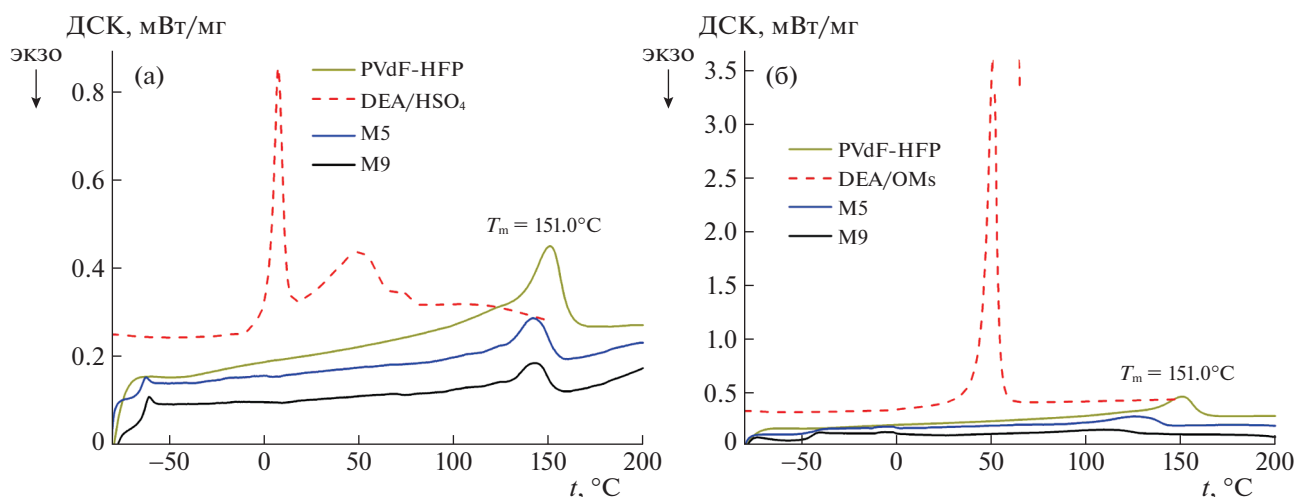 ДСК, мВт/мг
экзо
(а)
PVdF-HFP
DEA/HSO₄
M5
M9
Tm = 151.0°C
0.8
0.6
0.4
0.2
0
−50
0
50
100
150
200
t, °C
ДСК, мВт/мг
экзо
(б)
PVdF-HFP
DEA/OMs
M5
M9
Tm = 151.0°C
3.5
3.0
2.5
2.0
1.5
1.0
0.5
0
−50
0
50
100
150
200
t, °C